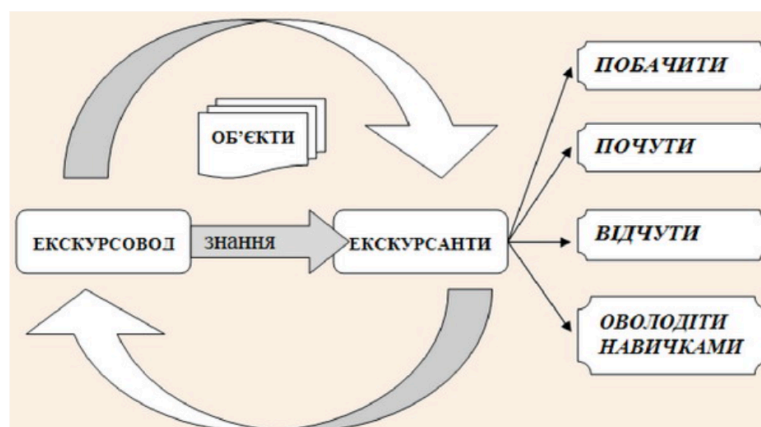 ПОБАЧИТИ
ОБ’ЄКТИ
ПОЧУТИ
ЕКСКУРСОВОД
знання
ЕКСКУРСАНТИ
ВІДЧУТИ
ОВОЛОДІТИ
НАВИЧКАМИ